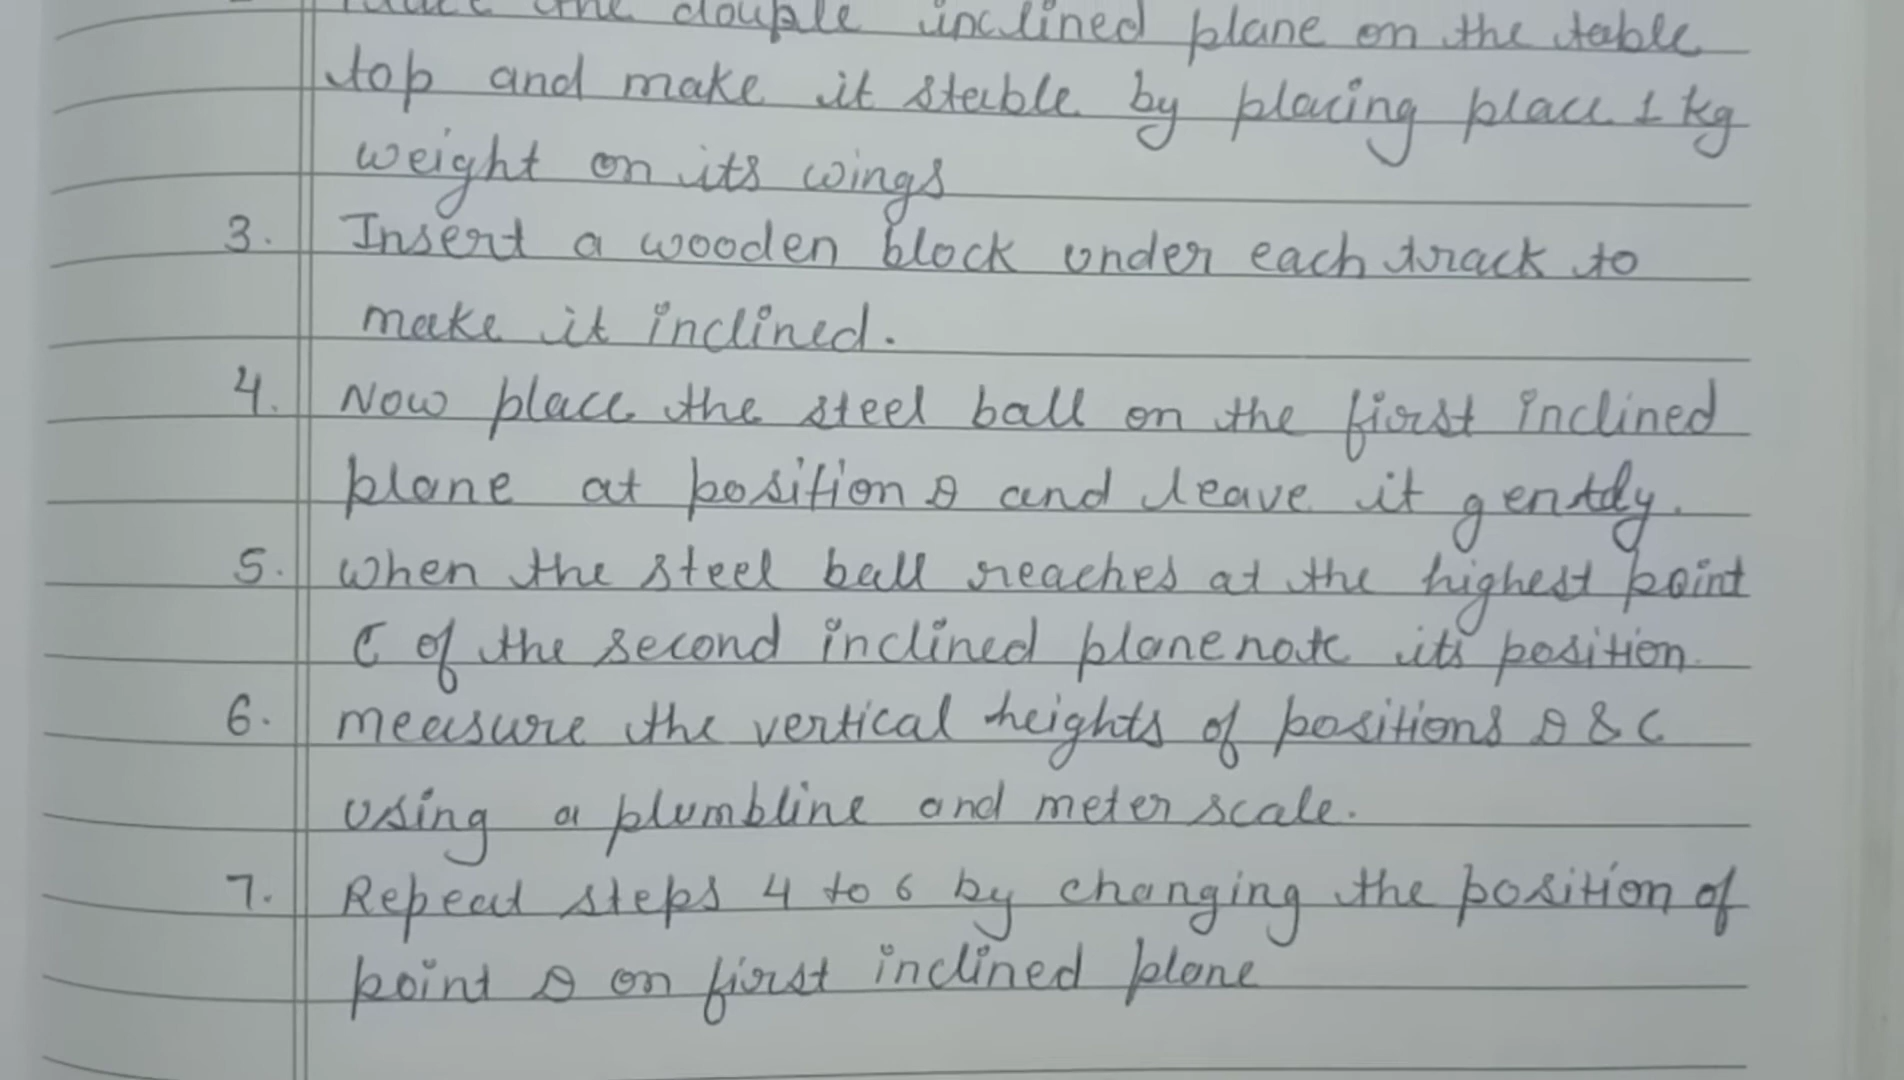 the double inclined plane on the table
top and make it stable by placing place 1 kg
weight on its wings
3. Insert a wooden block under each track to
make it inclined.
4. Now place the steel ball on the first inclined
plane at position A and leave it gently.
5. When the steel ball reaches at the highest point
C of the second inclined plane note its position
6. measure the vertical heights of positions A & C
using a plumbline and meter scale.
7. Repeat steps 4 to 6 by changing the position of
point A on first inclined plane